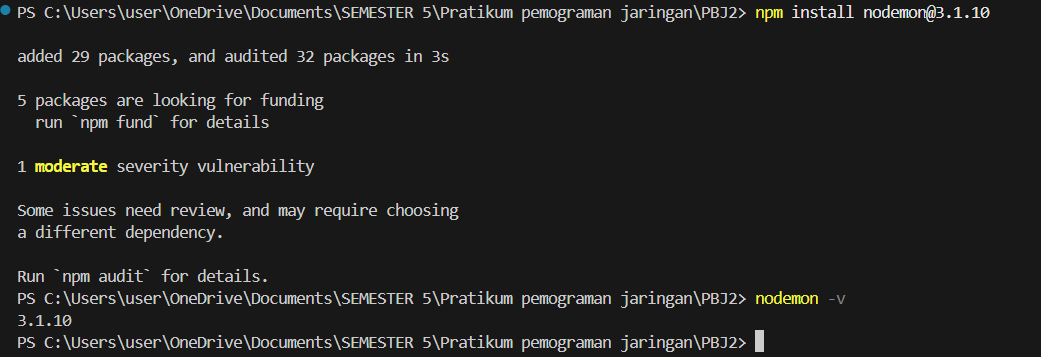 PS C:\Users\user\OneDrive\Documents\SEMESTER 5\Pratikum pemograman jaringan\PBJ2> npm install nodemon@3.1.10
added 29 packages, and audited 32 packages in 3s
5 packages are looking for funding
  run `npm fund` for details
1 moderate severity vulnerability
Some issues need review, and may require choosing
a different dependency.
Run `npm audit` for details.
PS C:\Users\user\OneDrive\Documents\SEMESTER 5\Pratikum pemograman jaringan\PBJ2> nodemon -v
3.1.10
PS C:\Users\user\OneDrive\Documents\SEMESTER 5\Pratikum pemograman jaringan\PBJ2>